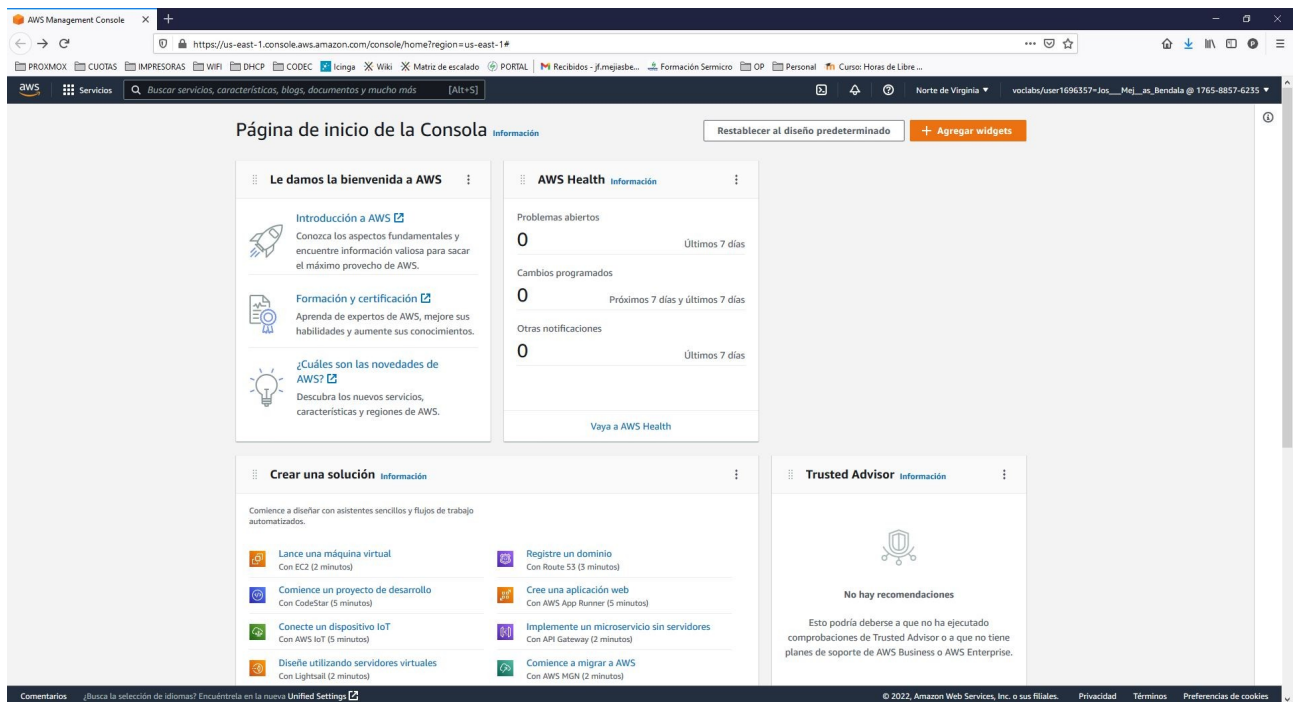 AWS Management Console
https://us-east-1.console.aws.amazon.com/console/home?region=us-east-1#
PROXMOX CUOTAS IMPRESORAS WIFI DHCP CODEC Icinga Wiki Matriz de escalado PORTAL Recibidos - jf.mejiasbe... Formación Sermicro OP Personal Curso: Horas de Libre ...
aws Servicios Buscar servicios, características, blogs, documentos y mucho más [Alt+S] Norte de Virginia voclabs/user1696357=Jos___Mej__as_Bendala @ 1765-8857-6235
Página de inicio de la Consola Información
Restablecer al diseño predeterminado
+ Agregar widgets
Le damos la bienvenida a AWS
Introducción a AWS
Conozca los aspectos fundamentales y
encuentre información valiosa para sacar
el máximo provecho de AWS.
Formación y certificación
Aprenda de expertos de AWS, mejore sus
habilidades y aumente sus conocimientos.
¿Cuáles son las novedades de
AWS?
Descubra los nuevos servicios,
características y regiones de AWS.
AWS Health Información
Problemas abiertos
0 Últimos 7 días
Cambios programados
0 Próximos 7 días y últimos 7 días
Otras notificaciones
0 Últimos 7 días
Vaya a AWS Health
Crear una solución Información
Comience a diseñar con asistentes sencillos y flujos de trabajo
automatizados.
Lance una máquina virtual
Con EC2 (2 minutos)
Comience un proyecto de desarrollo
Con CodeStar (5 minutos)
Conecte un dispositivo IoT
Con AWS IoT (5 minutos)
Diseñe utilizando servidores virtuales
Con Lightsail (2 minutos)
Registre un dominio
Con Route 53 (3 minutos)
Cree una aplicación web
Con AWS App Runner (5 minutos)
Implemente un microservicio sin servidores
Con API Gateway (2 minutos)
Comience a migrar a AWS
Con AWS MGN (2 minutos)
Trusted Advisor Información
No hay recomendaciones
Esto podría deberse a que no ha ejecutado
comprobaciones de Trusted Advisor o a que no tiene
planes de soporte de AWS Business o AWS Enterprise.
Comentarios ¿Busca la selección de idiomas? Encuéntrela en la nueva Unified Settings © 2022, Amazon Web Services, Inc. o sus filiales. Privacidad Términos Preferencias de cookies